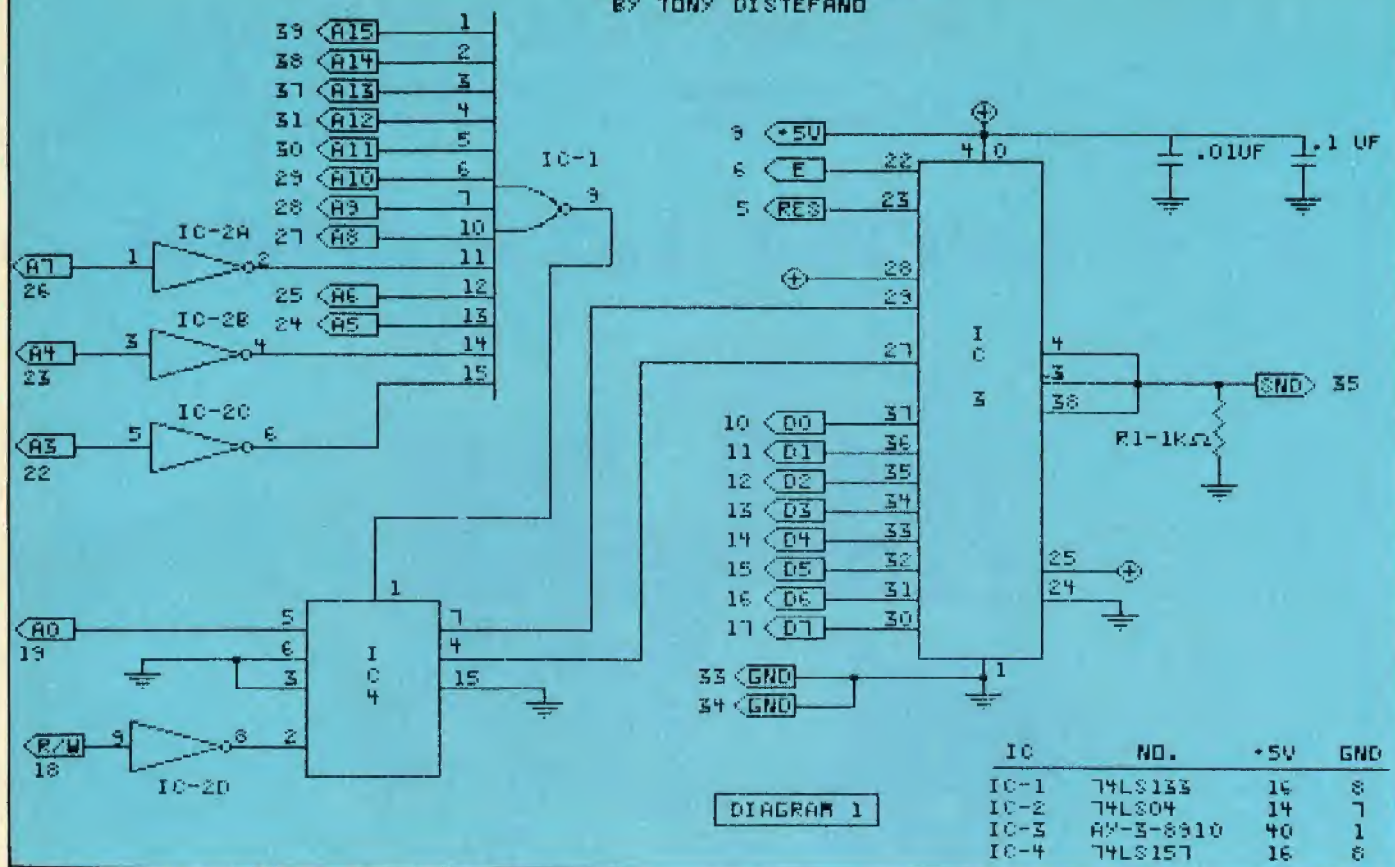 BY TONY DISTEFANO
39 A15 1
38 A14 2
37 A13 3
31 A12 4
30 A11 5
29 A10 6
28 A9 7
27 A8 10
IC-1
9
IC-2A
A7 1 2 11
26
25 A6 12
24 A5 13
IC-2B
A4 3 4 14
23
15
IC-2C
A3 5 6
22
1
A0 5 7
19
6 4
3 15
IC4
R/W 9 8 2
18
IC-2D
9 +5V 40
.01UF .1 UF
6 E 22
5 RES 23
28
29
27
IC3
4
3
38
SND 35
R1-1KΩ
10 D0 37
11 D1 36
12 D2 35
13 D3 34
14 D4 33
15 D5 32
16 D6 31
17 D7 30
25
24
33 GND 1
34 GND
DIAGRAM 1
IC NO. +5V GND
IC-1 74LS133 16 8
IC-2 74LS04 14 7
IC-3 AY-3-8910 40 1
IC-4 74LS157 16 8